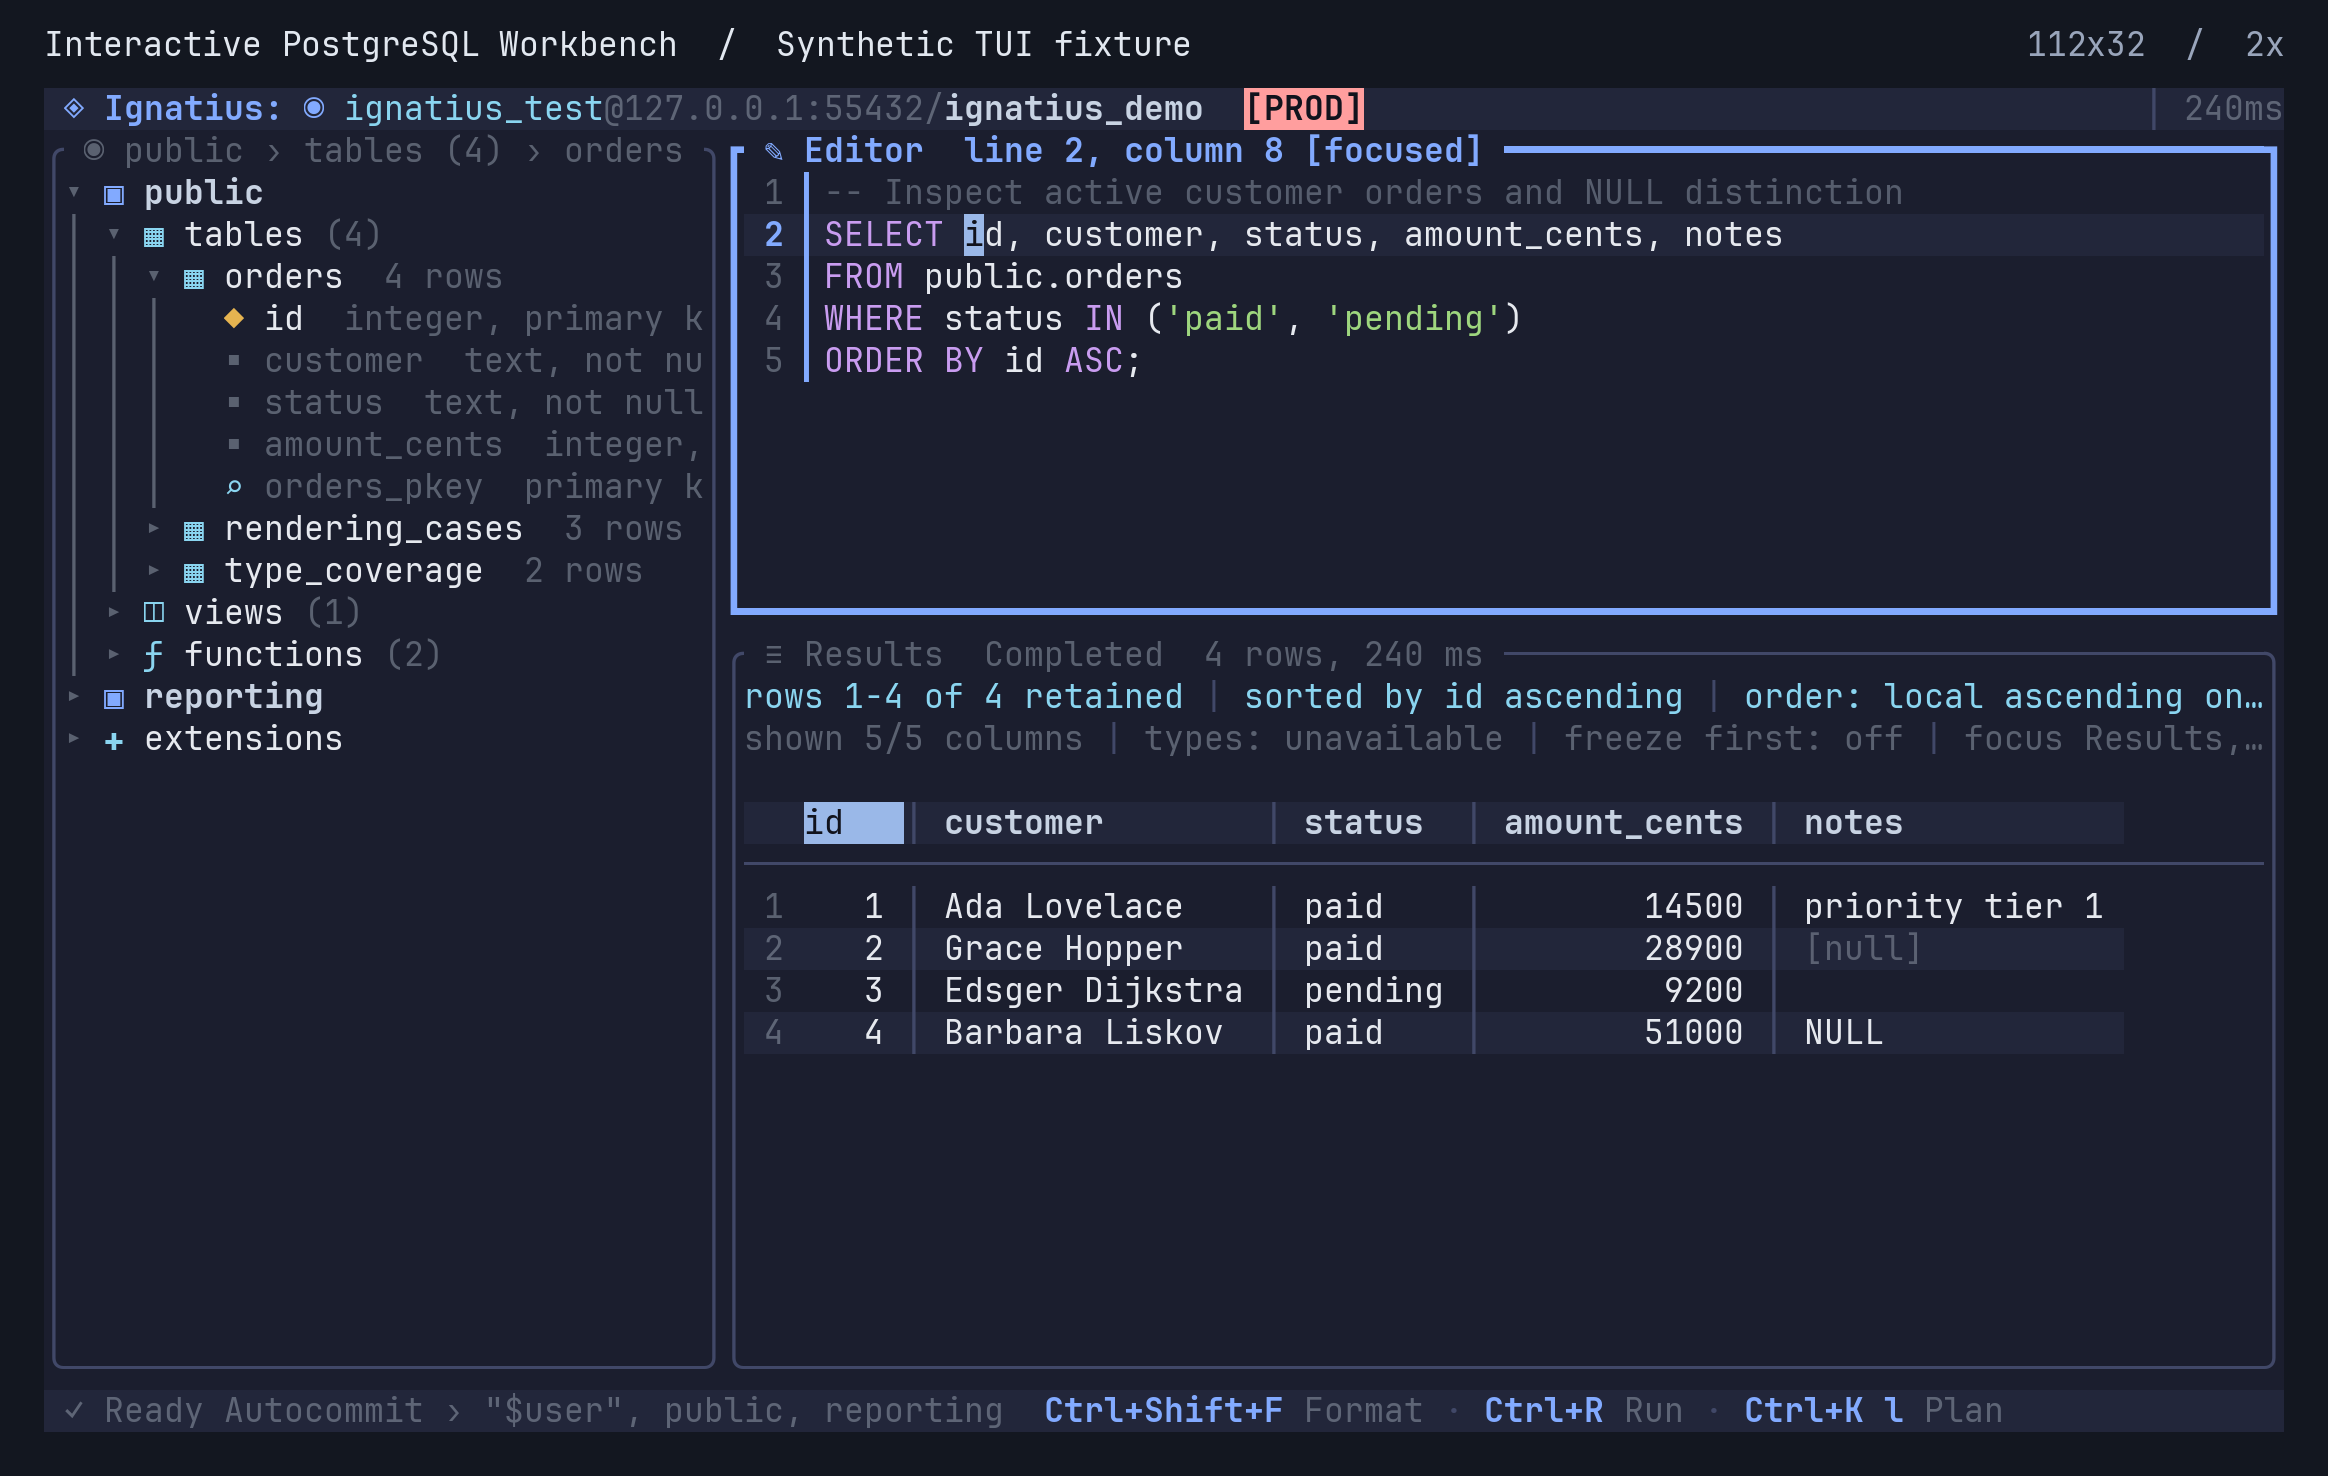 Interactive PostgreSQL Workbench / Synthetic TUI fixture 112x32 / 2x
◈ Ignatius: ◉ ignatius_test@127.0.0.1:55432/ignatius_demo [PROD] │ 240ms
◉ public › tables (4) › orders
▾ ▣ public
▾ ▦ tables (4)
▾ ▦ orders 4 rows
◆ id integer, primary k
▪ customer text, not nu
▪ status text, not null
▪ amount_cents integer,
⌕ orders_pkey primary k
▸ ▦ rendering_cases 3 rows
▸ ▦ type_coverage 2 rows
▸ ◫ views (1)
▸ ƒ functions (2)
▸ ▣ reporting
▸ ✚ extensions
✎ Editor line 2, column 8 [focused]
1 -- Inspect active customer orders and NULL distinction
2 SELECT id, customer, status, amount_cents, notes
3 FROM public.orders
4 WHERE status IN ('paid', 'pending')
5 ORDER BY id ASC;
≡ Results Completed 4 rows, 240 ms
rows 1-4 of 4 retained │ sorted by id ascending │ order: local ascending on…
shown 5/5 columns │ types: unavailable │ freeze first: off │ focus Results,…
id │ customer │ status │ amount_cents │ notes
1 1 │ Ada Lovelace │ paid │ 14500 │ priority tier 1
2 2 │ Grace Hopper │ paid │ 28900 │ [null]
3 3 │ Edsger Dijkstra │ pending │ 9200 │
4 4 │ Barbara Liskov │ paid │ 51000 │ NULL
✓ Ready Autocommit › "$user", public, reporting Ctrl+Shift+F Format · Ctrl+R Run · Ctrl+K l Plan